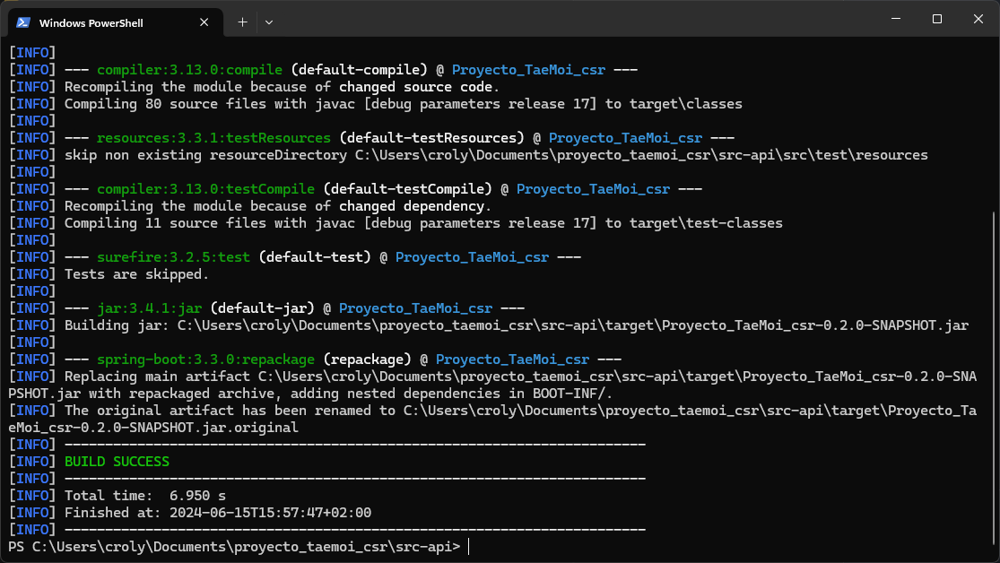 Windows PowerShell
[INFO]
[INFO] --- compiler:3.13.0:compile (default-compile) @ Proyecto_TaeMoi_csr ---
[INFO] Recompiling the module because of changed source code.
[INFO] Compiling 80 source files with javac [debug parameters release 17] to target\classes
[INFO]
[INFO] --- resources:3.3.1:testResources (default-testResources) @ Proyecto_TaeMoi_csr ---
[INFO] skip non existing resourceDirectory C:\Users\croly\Documents\proyecto_taemoi_csr\src-api\src\test\resources
[INFO]
[INFO] --- compiler:3.13.0:testCompile (default-testCompile) @ Proyecto_TaeMoi_csr ---
[INFO] Recompiling the module because of changed dependency.
[INFO] Compiling 11 source files with javac [debug parameters release 17] to target\test-classes
[INFO]
[INFO] --- surefire:3.2.5:test (default-test) @ Proyecto_TaeMoi_csr ---
[INFO] Tests are skipped.
[INFO]
[INFO] --- jar:3.4.1:jar (default-jar) @ Proyecto_TaeMoi_csr ---
[INFO] Building jar: C:\Users\croly\Documents\proyecto_taemoi_csr\src-api\target\Proyecto_TaeMoi_csr-0.2.0-SNAPSHOT.jar
[INFO]
[INFO] --- spring-boot:3.3.0:repackage (repackage) @ Proyecto_TaeMoi_csr ---
[INFO] Replacing main artifact C:\Users\croly\Documents\proyecto_taemoi_csr\src-api\target\Proyecto_TaeMoi_csr-0.2.0-SNA
PSHOT.jar with repackaged archive, adding nested dependencies in BOOT-INF/.
[INFO] The original artifact has been renamed to C:\Users\croly\Documents\proyecto_taemoi_csr\src-api\target\Proyecto_Ta
eMoi_csr-0.2.0-SNAPSHOT.jar.original
[INFO] ------------------------------------------------------------------------
[INFO] BUILD SUCCESS
[INFO] ------------------------------------------------------------------------
[INFO] Total time:  6.950 s
[INFO] Finished at: 2024-06-15T15:57:47+02:00
[INFO] ------------------------------------------------------------------------
PS C:\Users\croly\Documents\proyecto_taemoi_csr\src-api>